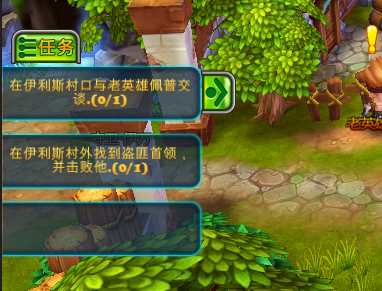 任务
在伊利斯村口与老英雄佩普交
谈.(0/1)
在伊利斯村外找到盗匪首领，
并击败他.(0/1)
老英